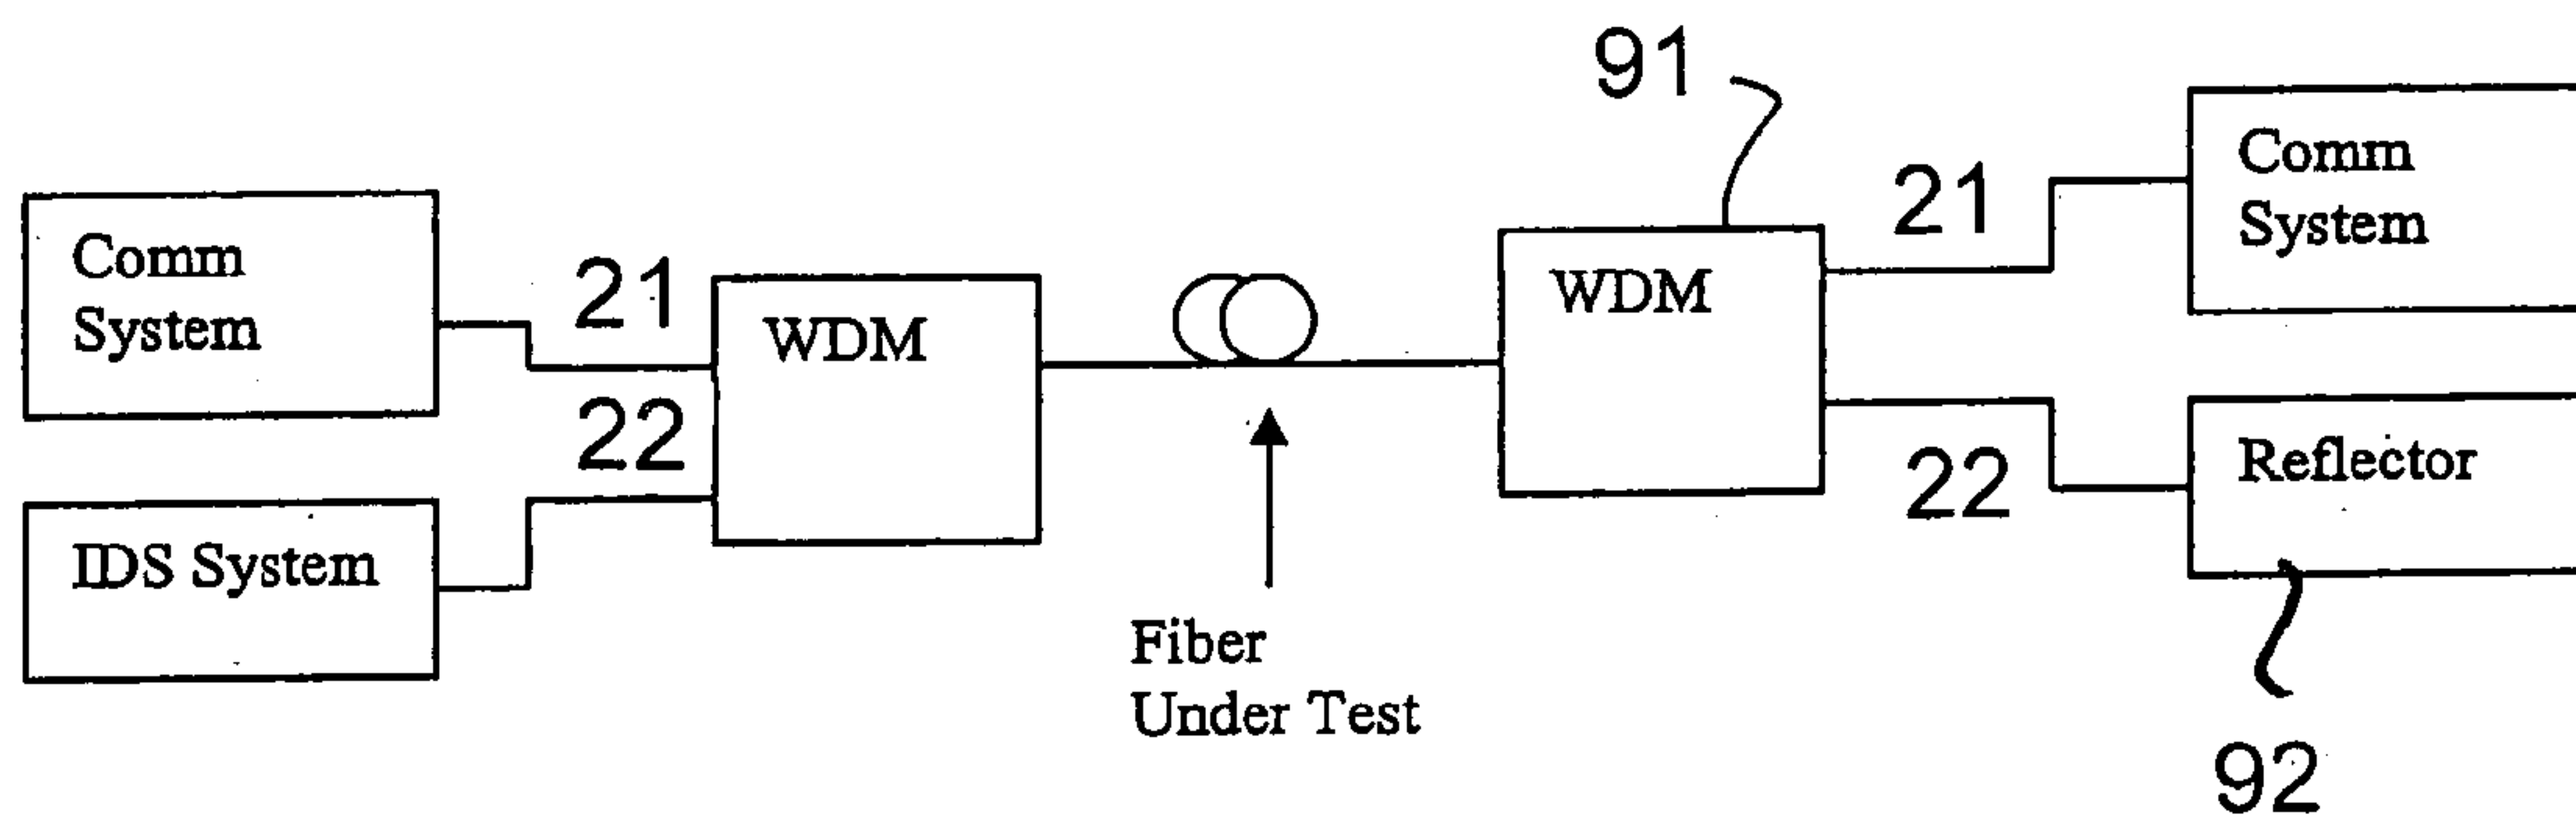 91
Comm
System
21
Comm
System
21
WDM
WDM
22
IDS System
Reflector
22
Fiber
Under Test
92